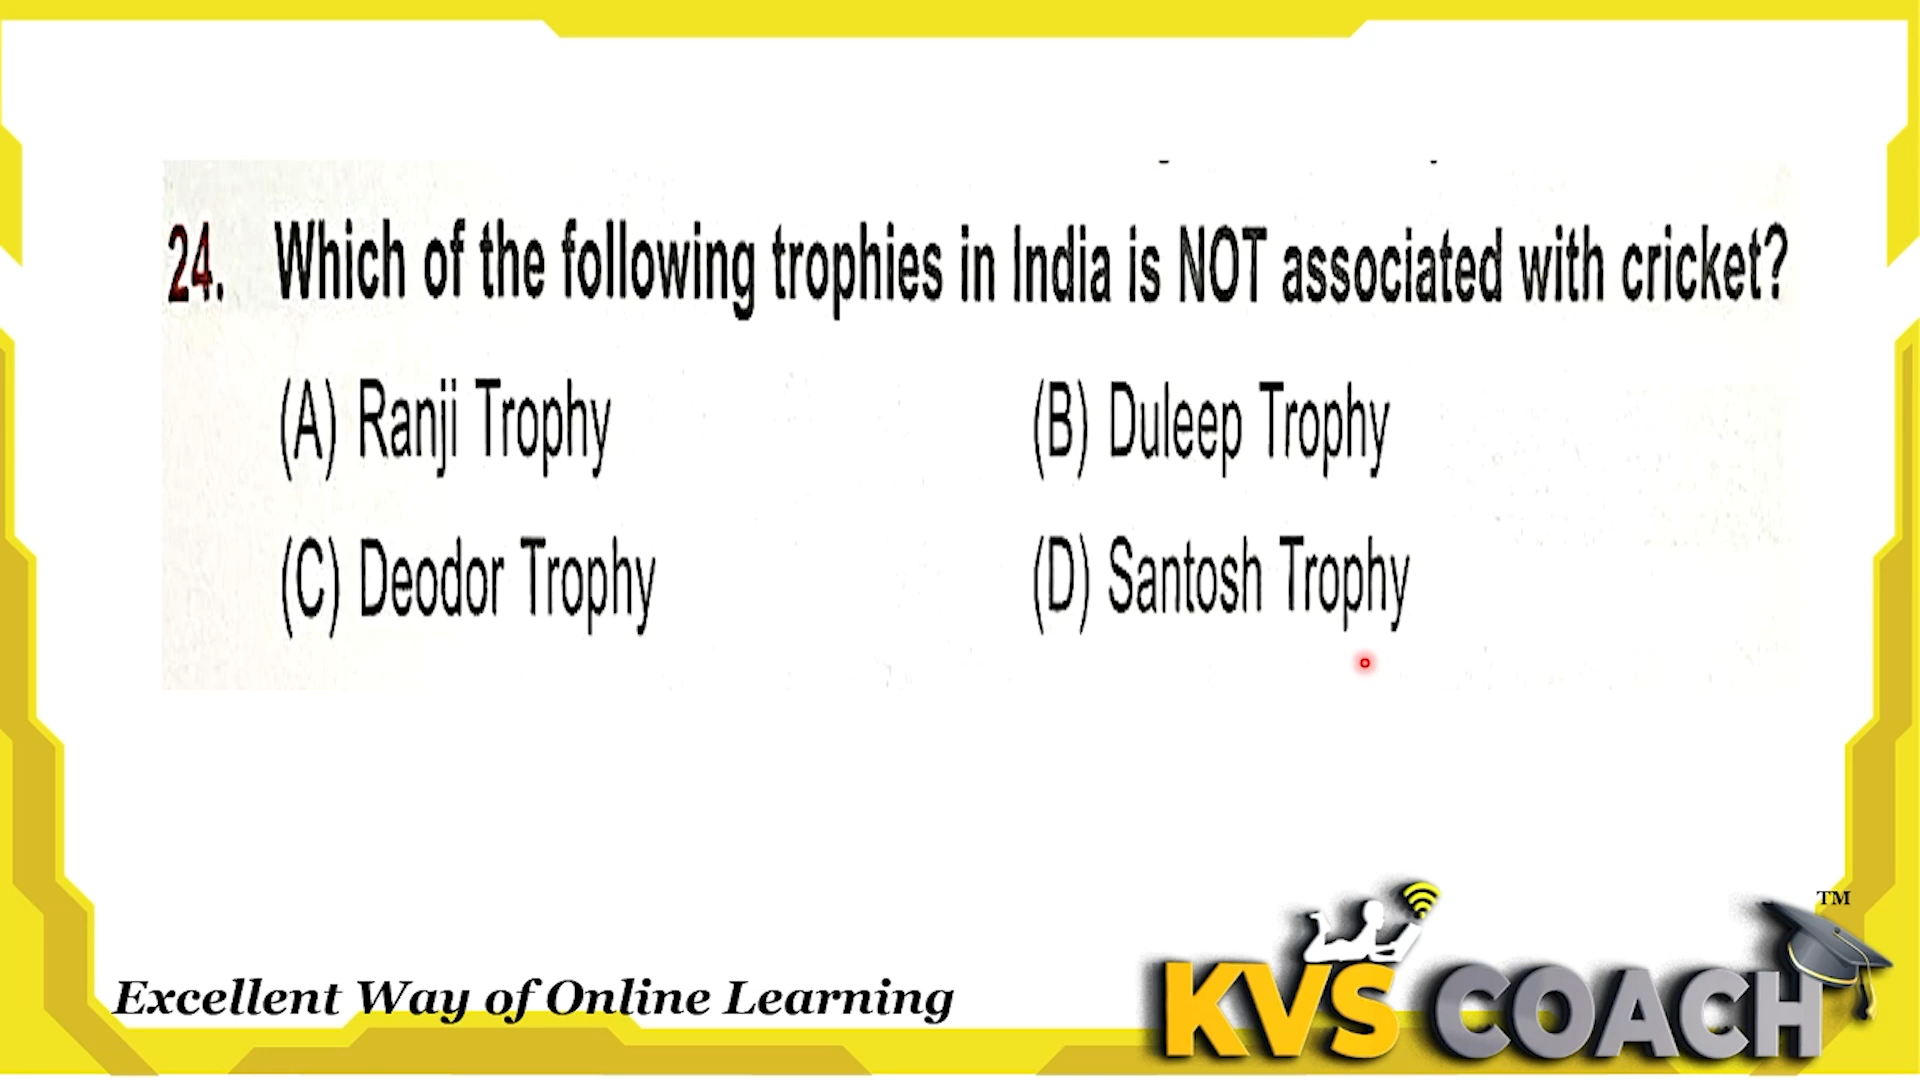 24. Which of the following trophies in India is NOT associated with cricket?
(A) Ranji Trophy (B) Duleep Trophy
(C) Deodor Trophy (D) Santosh Trophy
TM
Excellent Way of Online Learning
KVS COACH